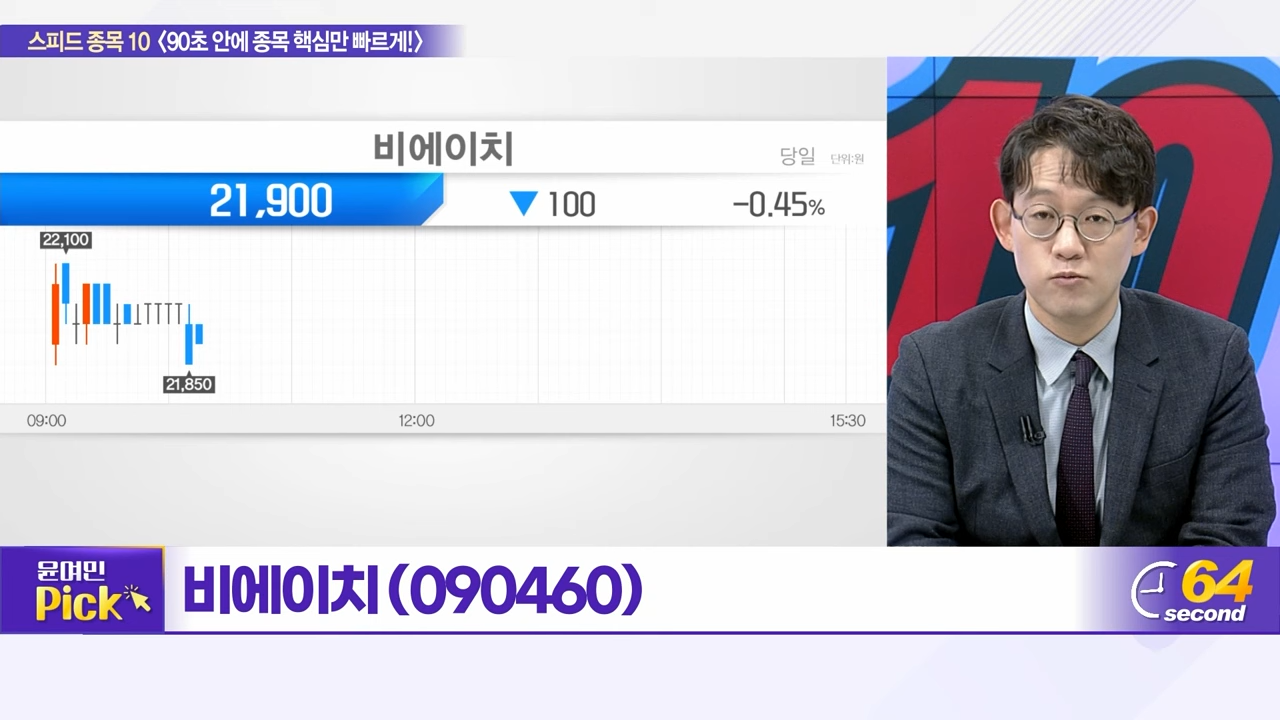 스피드 종목 10 〈90초 안에 종목 핵심만 빠르게!〉
비에이치
당일 단위:원
21,900 ▼ 100 -0.45%
22,100
21,850
09:00 12:00 15:30
윤여민
Pick
비에이치(090460)
64
second
10